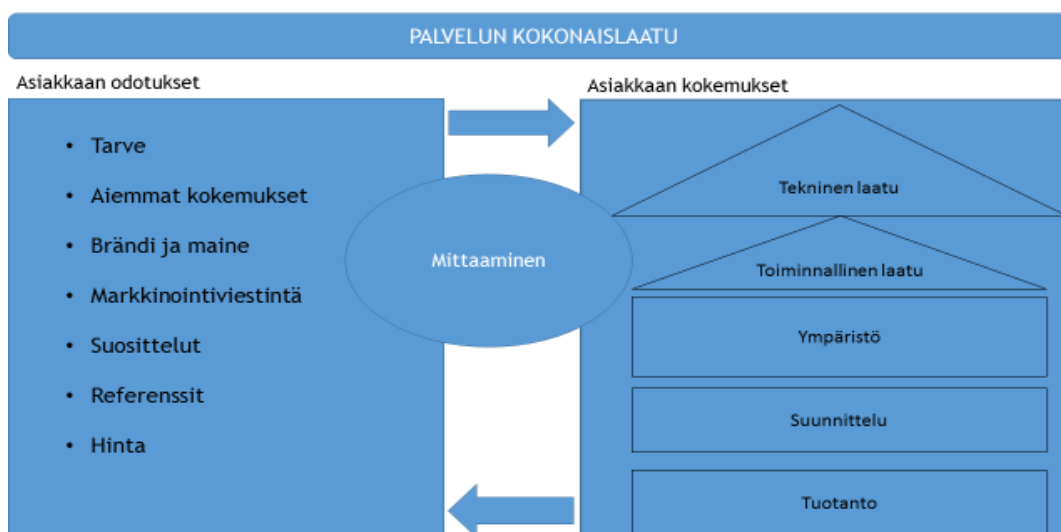 PALVELUN KOKONAISLAATU
Asiakkaan odotukset
• Tarve
• Aiemmat kokemukset
• Brändi ja maine
• Markkinointiviestintä
• Suosittelut
• Referenssit
• Hinta
Mittaaminen
Asiakkaan kokemukset
Tekninen laatu
Toiminnallinen laatu
Ympäristö
Suunnittelu
Tuotanto